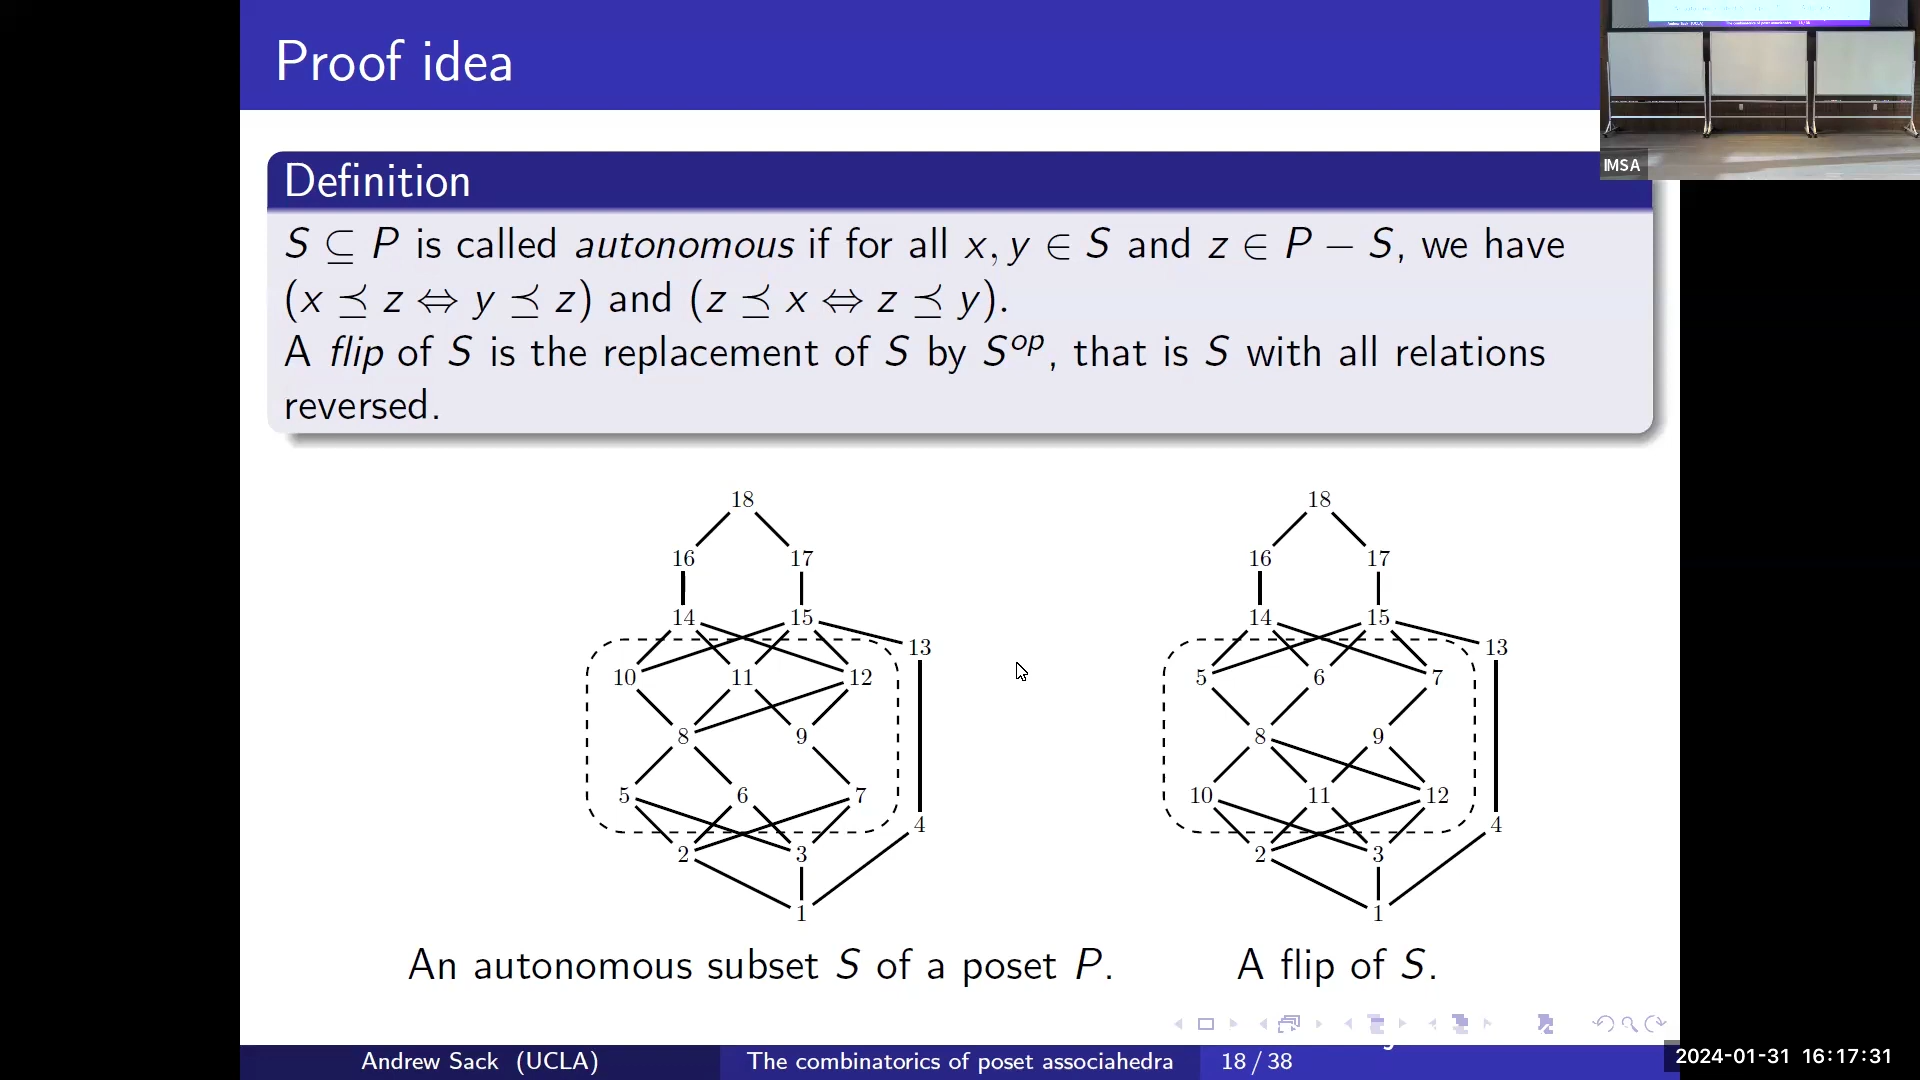 Proof idea
IMSA
Definition
S ⊆ P is called autonomous if for all x, y ∈ S and z ∈ P − S, we have
(x ⪯ z ⇔ y ⪯ z) and (z ⪯ x ⇔ z ⪯ y).
A flip of S is the replacement of S by S^op, that is S with all relations
reversed.
18
16 17
14 15
13
10 11 12
8 9
5 6 7
4
2 3
1
18
16 17
14 15
13
5 6 7
8 9
10 11 12
4
2 3
1
An autonomous subset S of a poset P.
A flip of S.
Andrew Sack (UCLA) The combinatorics of poset associahedra 18 / 38
2024-01-31 16:17:31